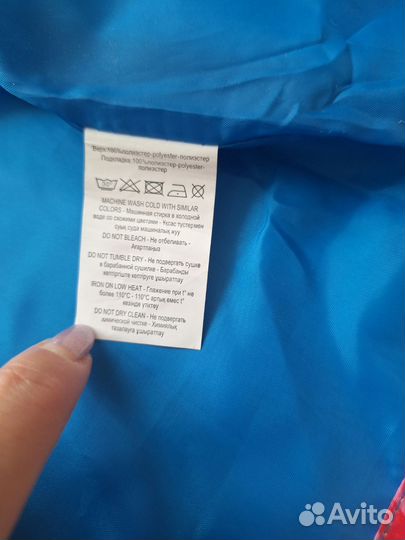 Верх:100%полиэстер-polyester-полиэстер
Подкладка:100%полиэстер-polyester-
полиэстер
30°
MACHINE WASH COLD WITH SIMILAR
COLORS - Машинная стирка в холодной
воде со схожими цветами - Ұқсас түстермен
суық суда машиналық жуу
DO NOT BLEACH - Не отбеливать -
Ағартпаңыз
DO NOT TUMBLE DRY - Не подвергать сушке
в барабанной сушилке - Барабанды
кептіргіште кептіруге ұшыратпау
IRON ON LOW HEAT - Глажение при t° не
более 110°C - 110°C артық емес t°
кезінде үтіктеу
DO NOT DRY CLEAN - Не подвергать
химической чистке - Химиялық
тазалауға ұшыратпау
Avito